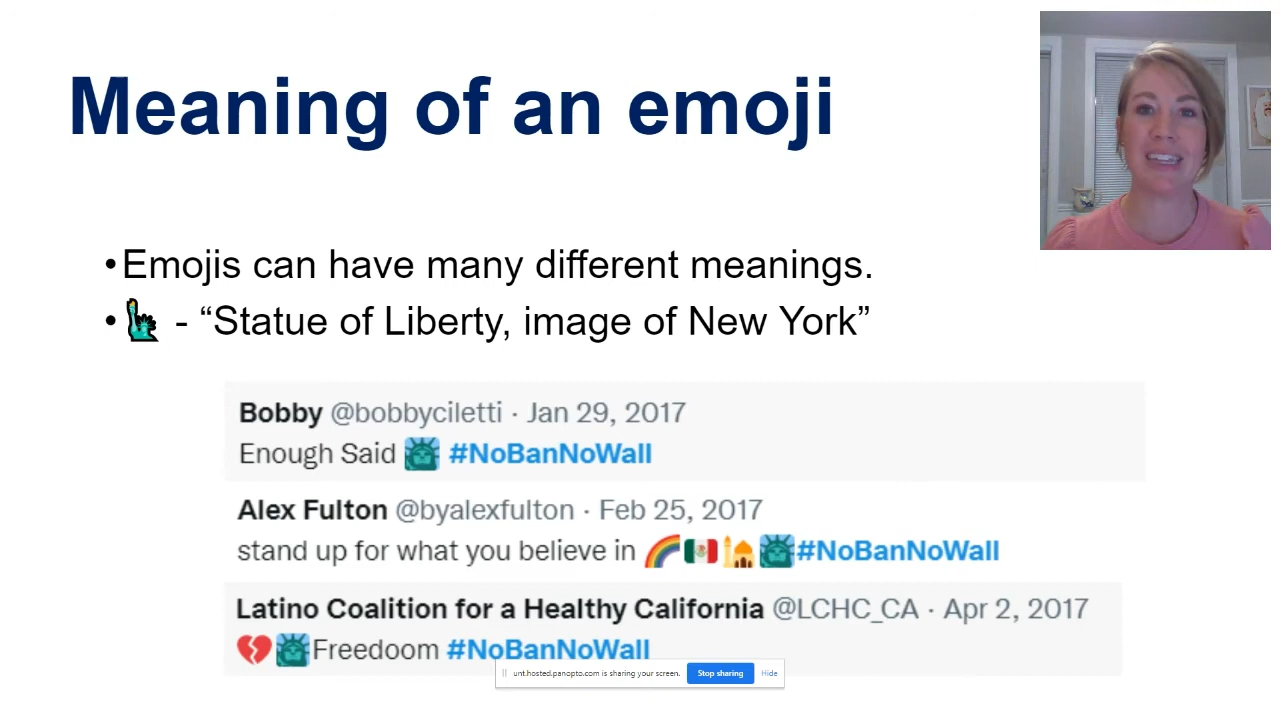 Meaning of an emoji
•Emojis can have many different meanings.
•🗽 - “Statue of Liberty, image of New York”
Bobby @bobbyciletti · Jan 29, 2017
Enough Said 🗽 #NoBanNoWall
Alex Fulton @byalexfulton · Feb 25, 2017
stand up for what you believe in 🌈🇲🇽🕌🗽#NoBanNoWall
Latino Coalition for a Healthy California @LCHC_CA · Apr 2, 2017
💔🗽Freedoom #NoBanNoWall
unt.hosted.panopto.com is sharing your screen. Stop sharing Hide